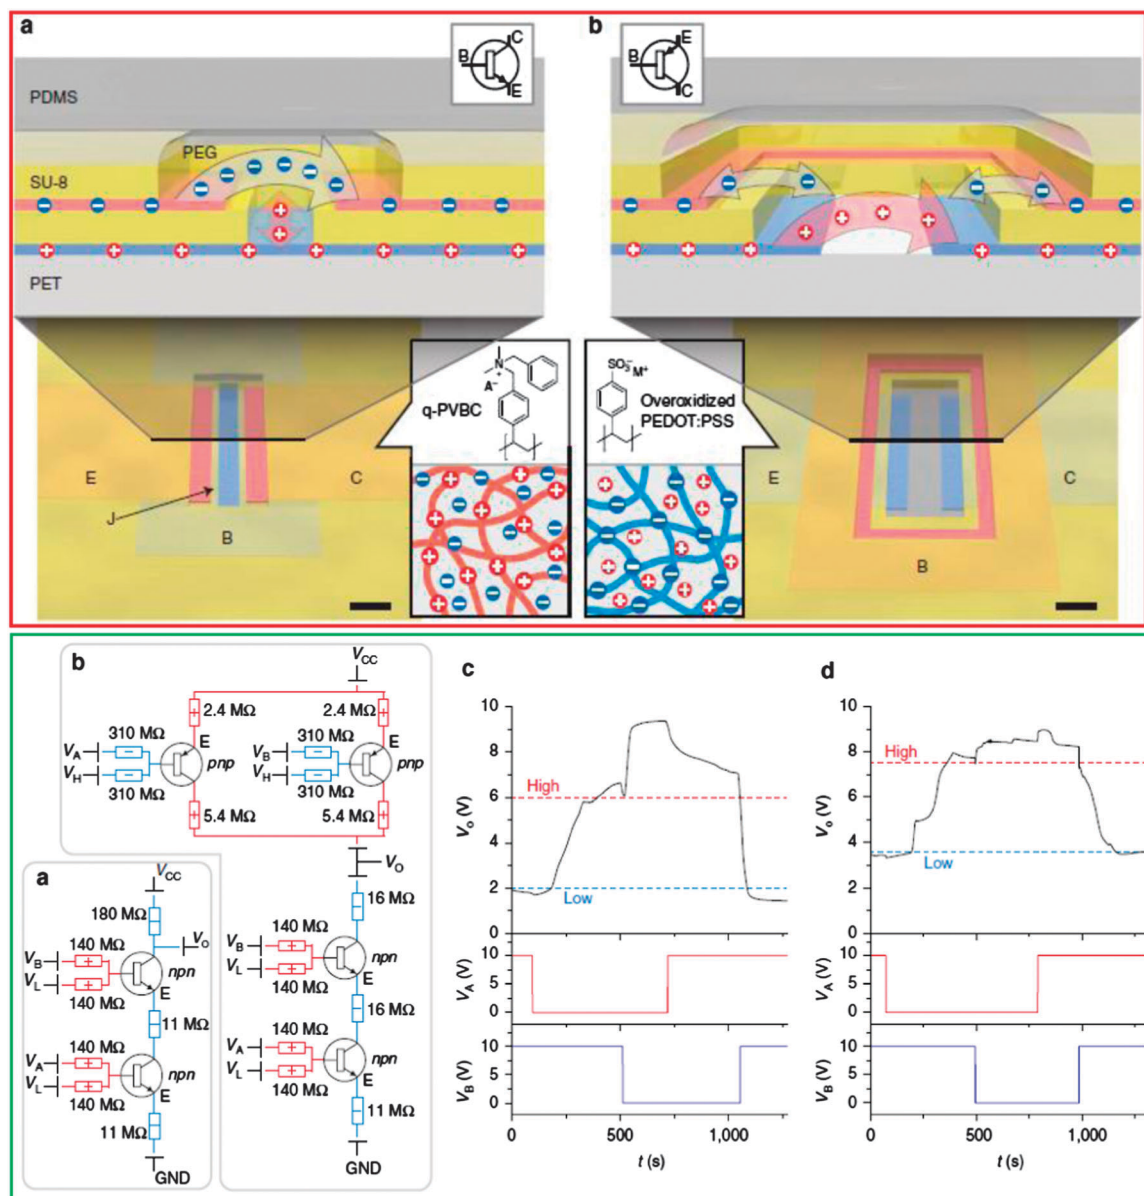 a
b
C
B
E
E
B
C
PDMS
PEG
SU-8
PET
q-PVBC
N
+
A⁻
SO₃⁻
M⁺
Overoxidized
PEDOT:PSS
E
C
J
B
E
C
B
b
V_CC
2.4 MΩ
2.4 MΩ
310 MΩ
E
310 MΩ
E
V_A
V_B
pnp
pnp
V_H
V_H
310 MΩ
310 MΩ
5.4 MΩ
5.4 MΩ
V_O
16 MΩ
140 MΩ
V_B
npn
V_L
E
140 MΩ
16 MΩ
140 MΩ
V_A
npn
V_L
E
140 MΩ
11 MΩ
GND
a
V_CC
180 MΩ
140 MΩ
V_O
V_B
npn
V_L
E
140 MΩ
11 MΩ
140 MΩ
V_A
npn
V_L
E
140 MΩ
11 MΩ
GND
c
10
8
6
4
2
0
V_O (V)
High
Low
10
5
0
V_A (V)
10
5
0
V_B (V)
0
500
1,000
t (s)
d
10
8
6
4
2
0
V_o (V)
High
Low
10
5
0
V_A (V)
10
5
0
V_B (V)
0
500
1,000
t (s)